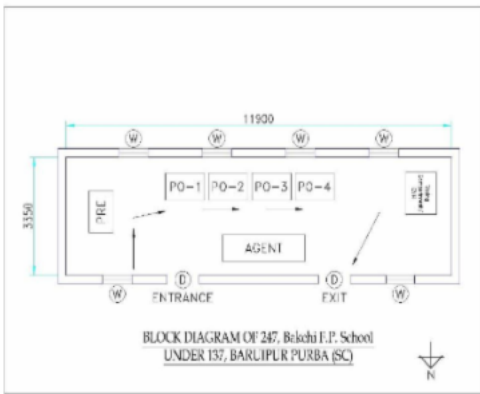 11900
W W W W
3350
PRE
PO-1 PO-2 PO-3 PO-4
AGENT
W D D W
ENTRANCE EXIT
BLOCK DIAGRAM OF 247, Bakchi F.P. School
UNDER 137, BARUIPUR PURBA (SC)
N